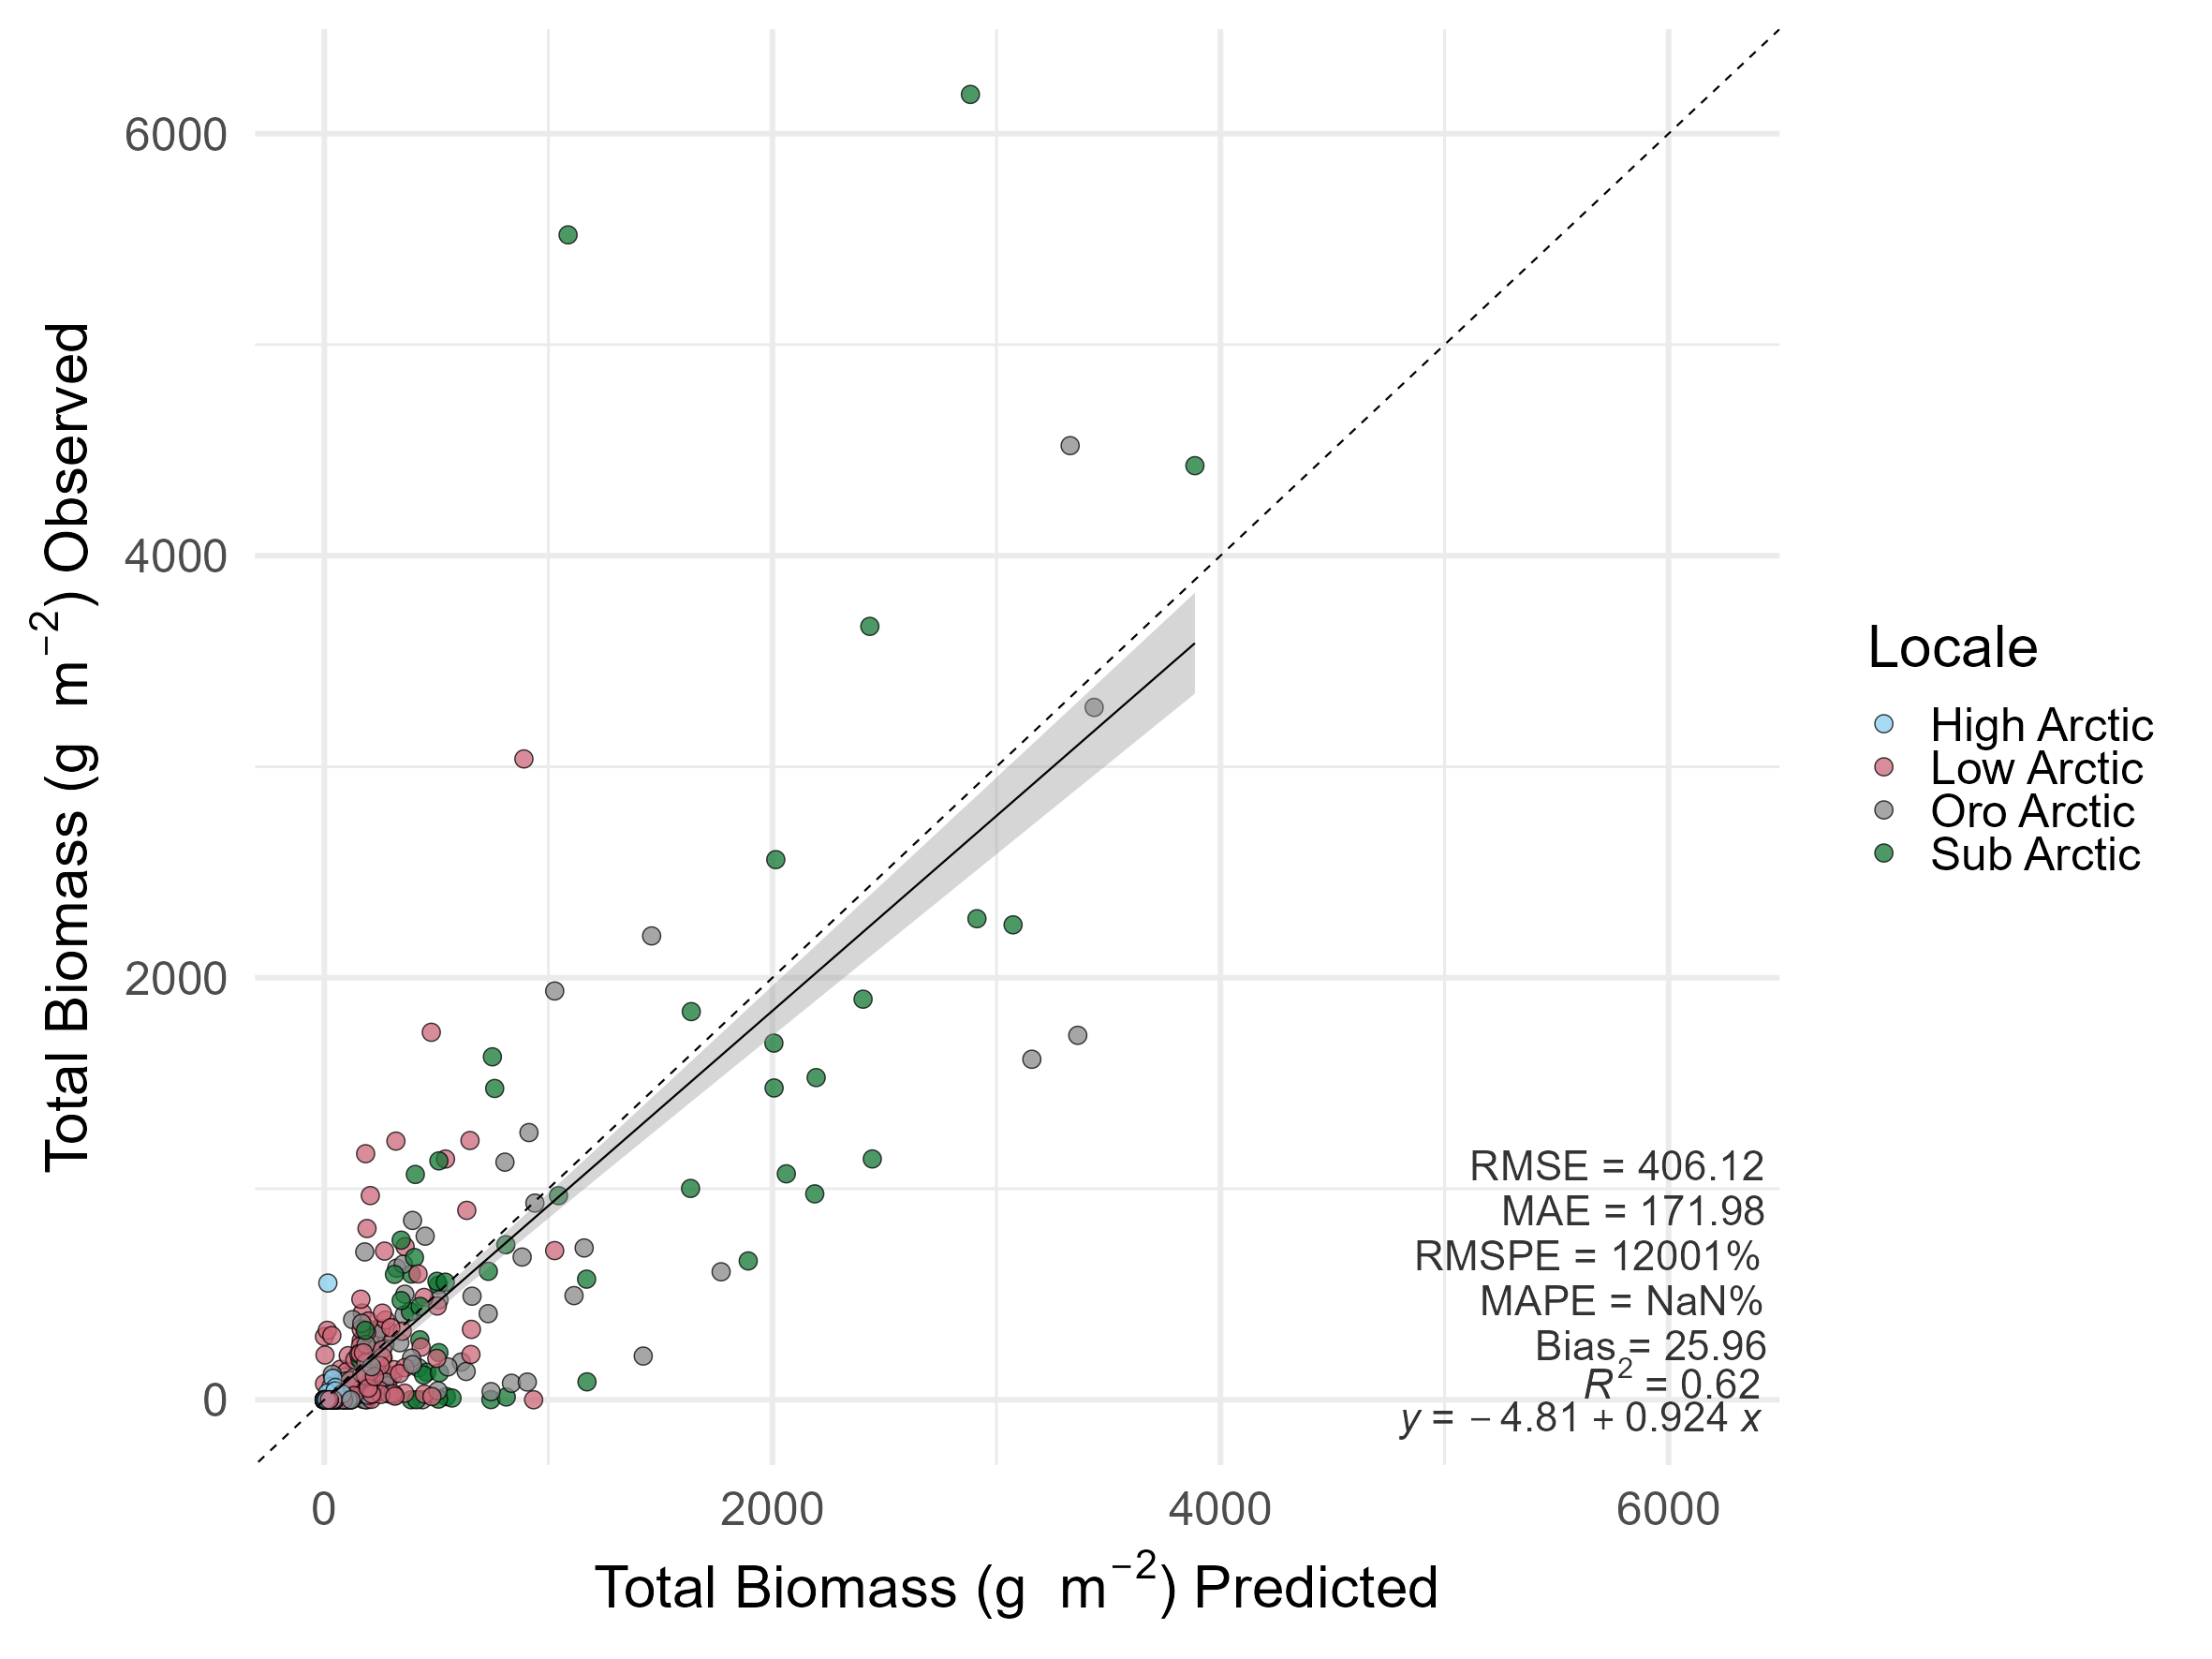 Total Biomass (g m⁻²) Observed
6000
4000
2000
0
0 2000 4000 6000
Total Biomass (g m⁻²) Predicted
RMSE = 406.12
MAE = 171.98
RMSPE = 12001%
MAPE = NaN%
Bias = 25.96
R² = 0.62
y = − 4.81 + 0.924 x
Locale
High Arctic
Low Arctic
Oro Arctic
Sub Arctic